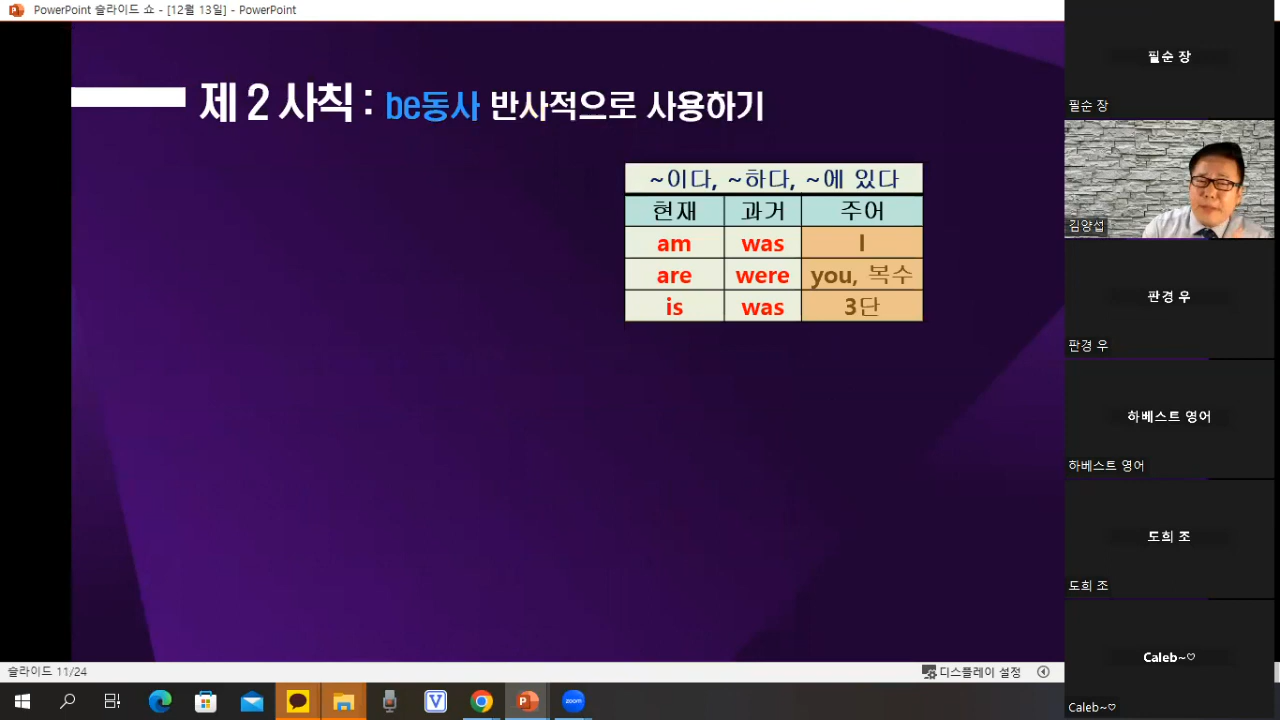 PowerPoint 슬라이드 쇼 - [12월 13일] - PowerPoint
제 2 사칙 : be동사 반사적으로 사용하기
~이다, ~하다, ~에 있다
현재 과거 주어
am was I
are were you, 복수
is was 3단
슬라이드 11/24
디스플레이 설정
필순 장
필순 장
김양섭
판경 우
판경 우
하베스트 영어
하베스트 영어
도희 조
도희 조
Caleb~♡
Caleb~♡
zoom